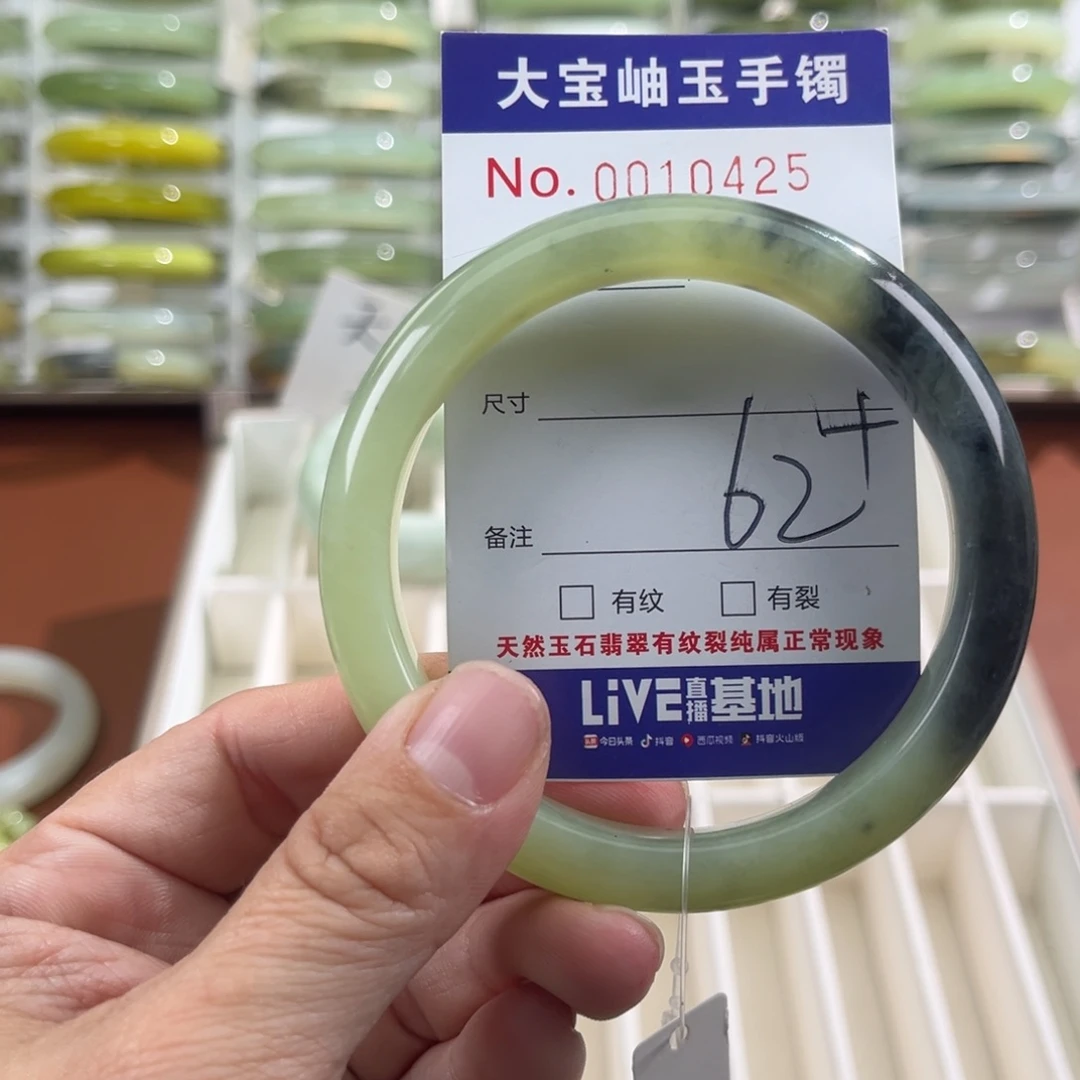 大宝岫玉手镯
No. 0010425
尺寸
62+
备注
有纹 有裂
天然玉石翡翠有纹裂纯属正常现象
LiVE直播基地
今日头条 抖音 西瓜视频 抖音火山版